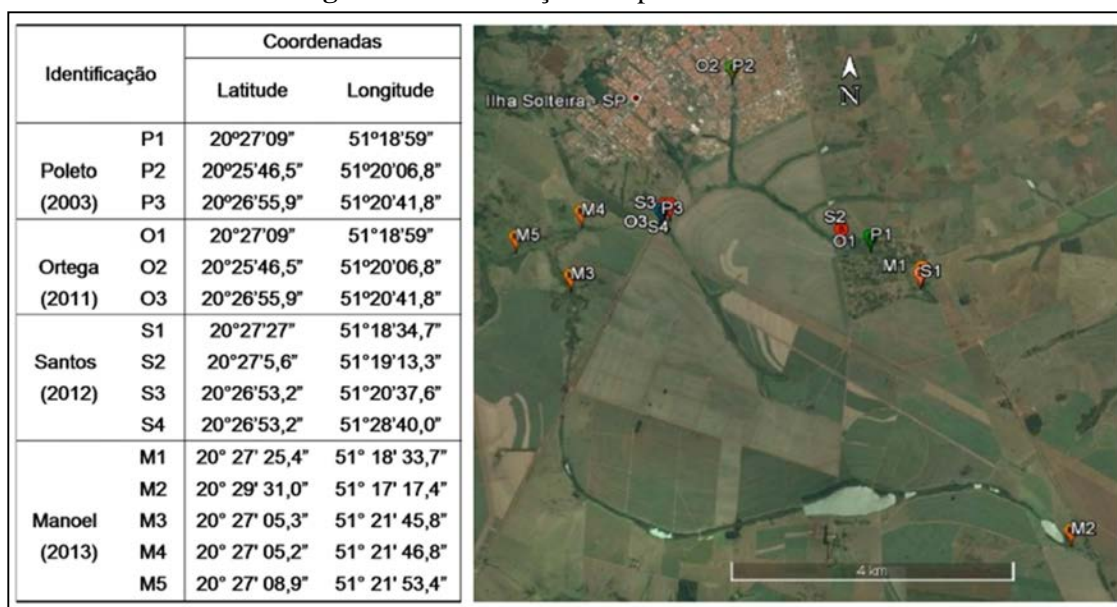 Coordenadas
Identificação
Latitude Longitude
P1 20º27'09” 51º18'59”
Poleto P2 20°25'46,5” 51°20'06,8”
(2003) P3 20°26'55,9” 51°20'41,8”
O1 20°27'09” 51°18'59”
Ortega O2 20°25'46,5” 51°20'06,8”
(2011) O3 20°26'55,9” 51°20'41,8”
S1 20°27'27” 51°18'34,7”
Santos S2 20°27'5,6” 51°19'13,3”
(2012) S3 20°26'53,2” 51°20'37,6”
S4 20°26'53,2” 51°28'40,0”
M1 20° 27' 25,4” 51° 18' 33,7”
M2 20° 29' 31,0” 51° 17' 17,4”
Manoel M3 20° 27' 05,3” 51° 21' 45,8”
(2013) M4 20° 27' 05,2” 51° 21' 46,8”
M5 20° 27' 08,9” 51° 21' 53,4”
O2 P2
N
Ilha Solteira - SP
S3 P3
M4
O3 S4
S2
M5
O1 P1
M3
M1 S1
M2
4 km